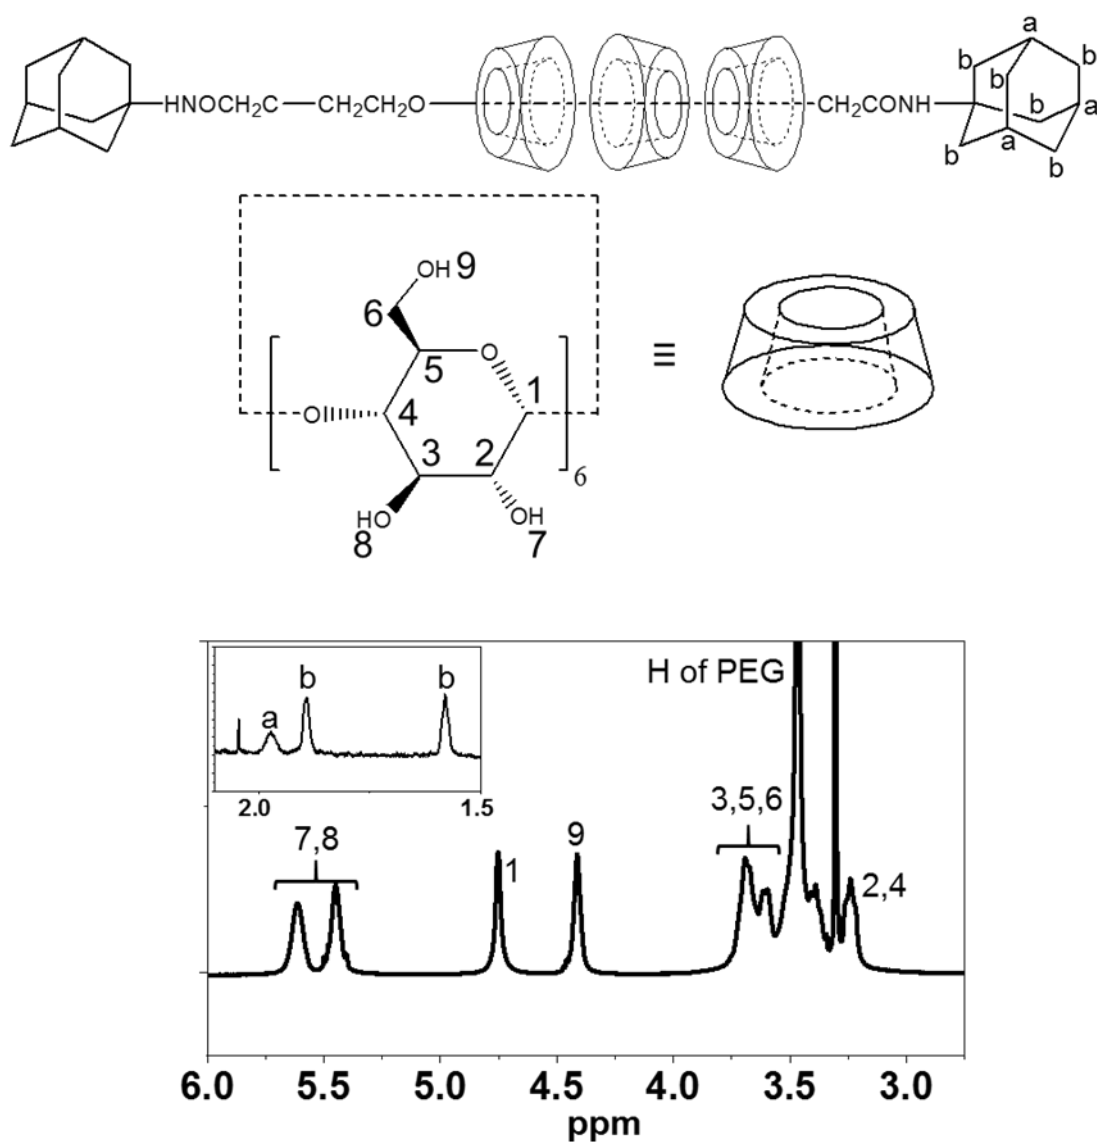 a
b b
b
HNOCH₂C CH₂CH₂O CH₂CONH b a
a
b b
OH 9
6
O
5
O 4 1
3 2
6
HO OH
8 7
≡
H of PEG
b b
a
2.0 1.5
3,5,6
7,8 9
1 2,4
6.0 5.5 5.0 4.5 4.0 3.5 3.0
ppm